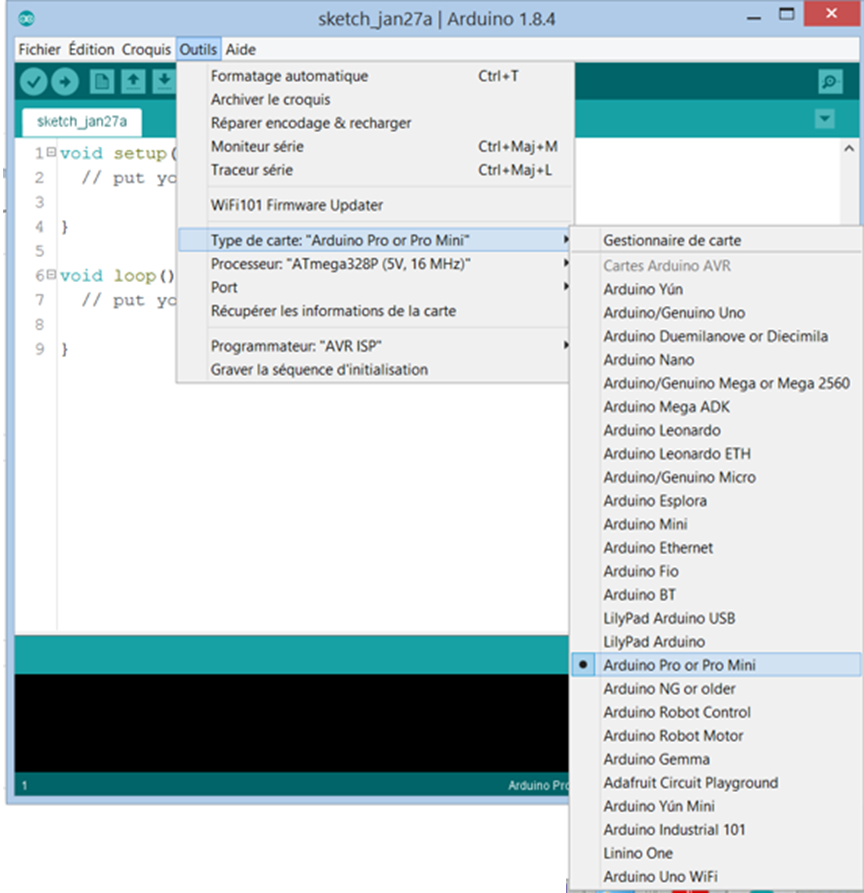 sketch_jan27a | Arduino 1.8.4
Fichier Édition Croquis Outils Aide
sketch_jan27a
1 void setup(
2 // put yo
3
4 }
5
6 void loop()
7 // put yo
8
9 }
Formatage automatique Ctrl+T
Archiver le croquis
Réparer encodage & recharger
Moniteur série Ctrl+Maj+M
Traceur série Ctrl+Maj+L
WiFi101 Firmware Updater
Type de carte: "Arduino Pro or Pro Mini"
Processeur: "ATmega328P (5V, 16 MHz)"
Port
Récupérer les informations de la carte
Programmateur: "AVR ISP"
Graver la séquence d'initialisation
Gestionnaire de carte
Cartes Arduino AVR
Arduino Yún
Arduino/Genuino Uno
Arduino Duemilanove or Diecimila
Arduino Nano
Arduino/Genuino Mega or Mega 2560
Arduino Mega ADK
Arduino Leonardo
Arduino Leonardo ETH
Arduino/Genuino Micro
Arduino Esplora
Arduino Mini
Arduino Ethernet
Arduino Fio
Arduino BT
LilyPad Arduino USB
LilyPad Arduino
Arduino Pro or Pro Mini
Arduino NG or older
Arduino Robot Control
Arduino Robot Motor
Arduino Gemma
Adafruit Circuit Playground
Arduino Yún Mini
Arduino Industrial 101
Linino One
Arduino Uno WiFi
1 Arduino Pro